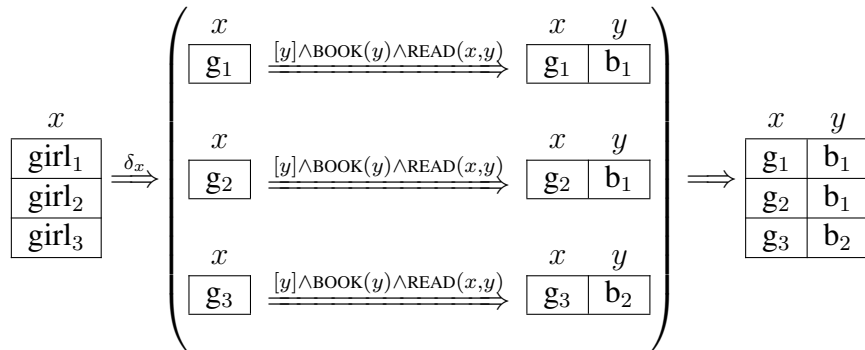 x x y
g₁ [y]∧BOOK(y)∧READ(x,y) ⟹ g₁ b₁
x x y x x y
girl₁ δₓ ⟹ g₂ [y]∧BOOK(y)∧READ(x,y) ⟹ g₂ b₁ ⟹ g₁ b₁
girl₂ g₂ b₁
girl₃ x x y g₃ b₂
g₃ [y]∧BOOK(y)∧READ(x,y) ⟹ g₃ b₂